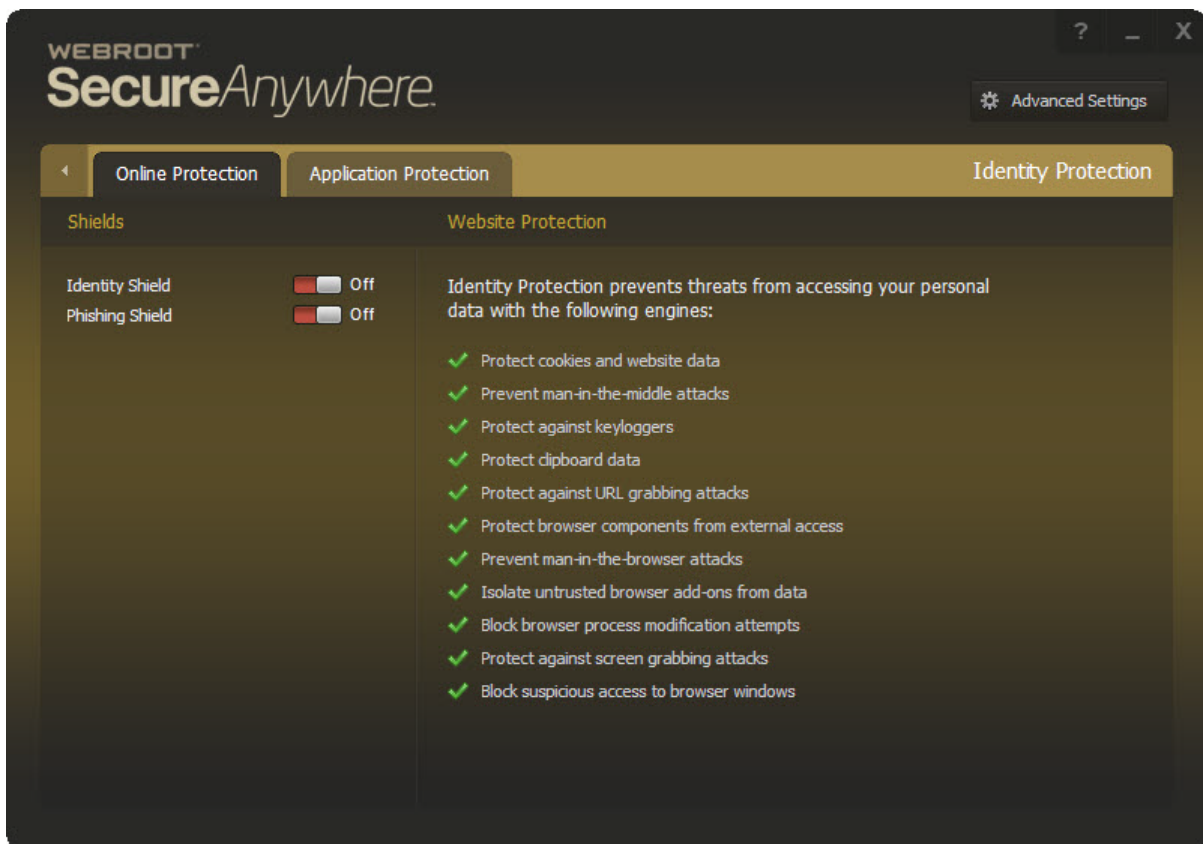 ? _ X
WEBROOT
SecureAnywhere.
Advanced Settings
Online Protection
Application Protection
Identity Protection
Shields
Website Protection
Identity Shield
Off
Phishing Shield
Off
Identity Protection prevents threats from accessing your personal
data with the following engines:
Protect cookies and website data
Prevent man-in-the-middle attacks
Protect against keyloggers
Protect clipboard data
Protect against URL grabbing attacks
Protect browser components from external access
Prevent man-in-the-browser attacks
Isolate untrusted browser add-ons from data
Block browser process modification attempts
Protect against screen grabbing attacks
Block suspicious access to browser windows